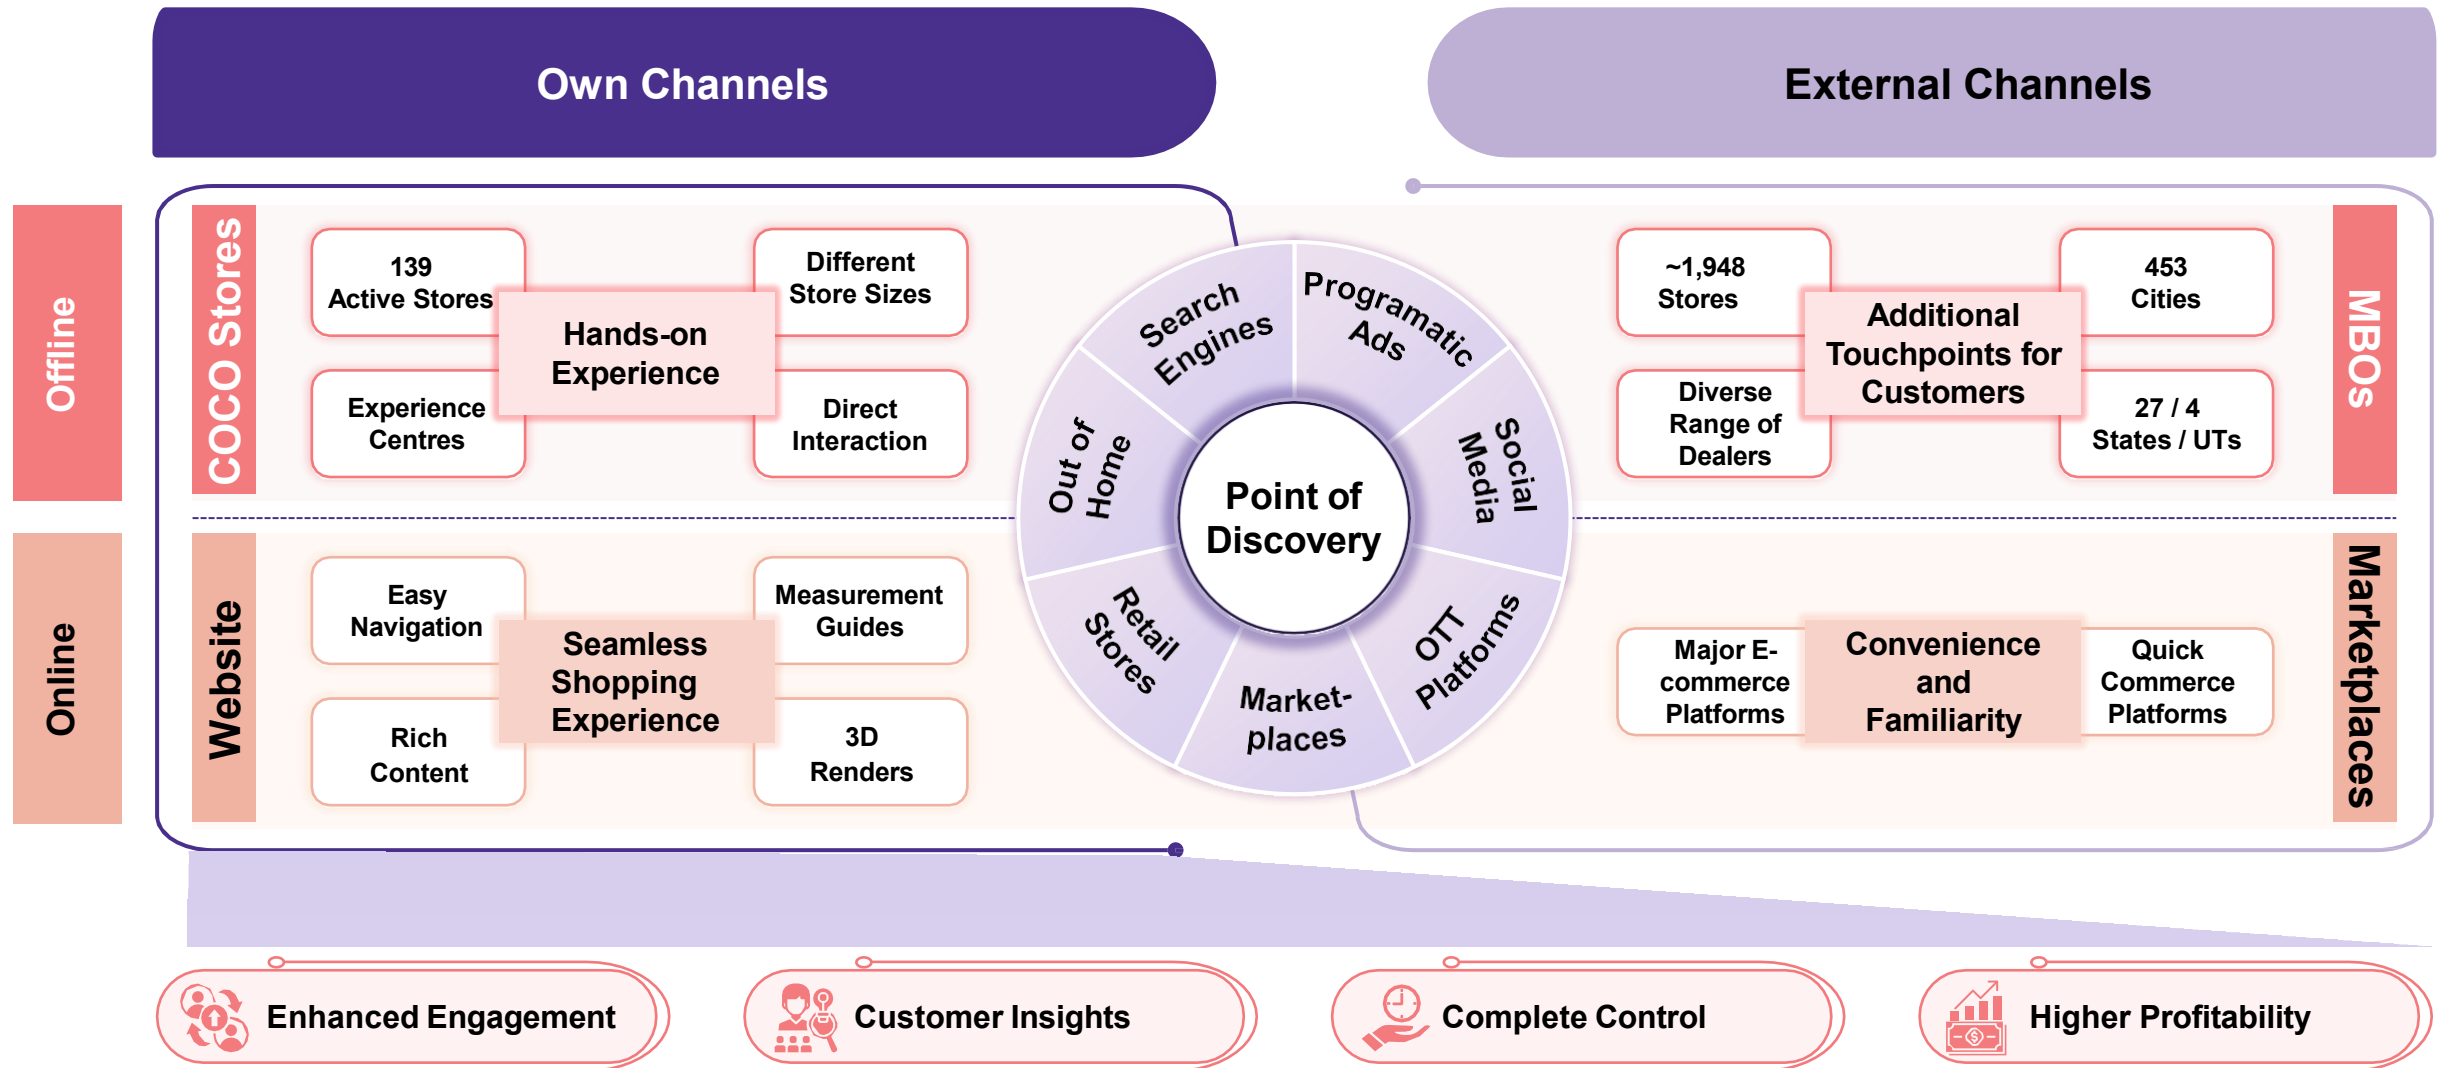 Own Channels
External Channels
Offline
COCO Stores
139
Active Stores
Different
Store Sizes
Hands-on
Experience
Experience
Centres
Direct
Interaction
Search
Engines
Programatic
Ads
Social
Media
OTT
Platforms
Market-
places
Retail
Stores
Out of
Home
Point of
Discovery
~1,948
Stores
453
Cities
Additional
Touchpoints for
Customers
Diverse
Range of
Dealers
27 / 4
States / UTs
MBOs
Online
Website
Easy
Navigation
Measurement
Guides
Seamless
Shopping
Experience
Rich
Content
3D
Renders
Major E-
commerce
Platforms
Convenience
and
Familiarity
Quick
Commerce
Platforms
Marketplaces
Enhanced Engagement
Customer Insights
Complete Control
Higher Profitability